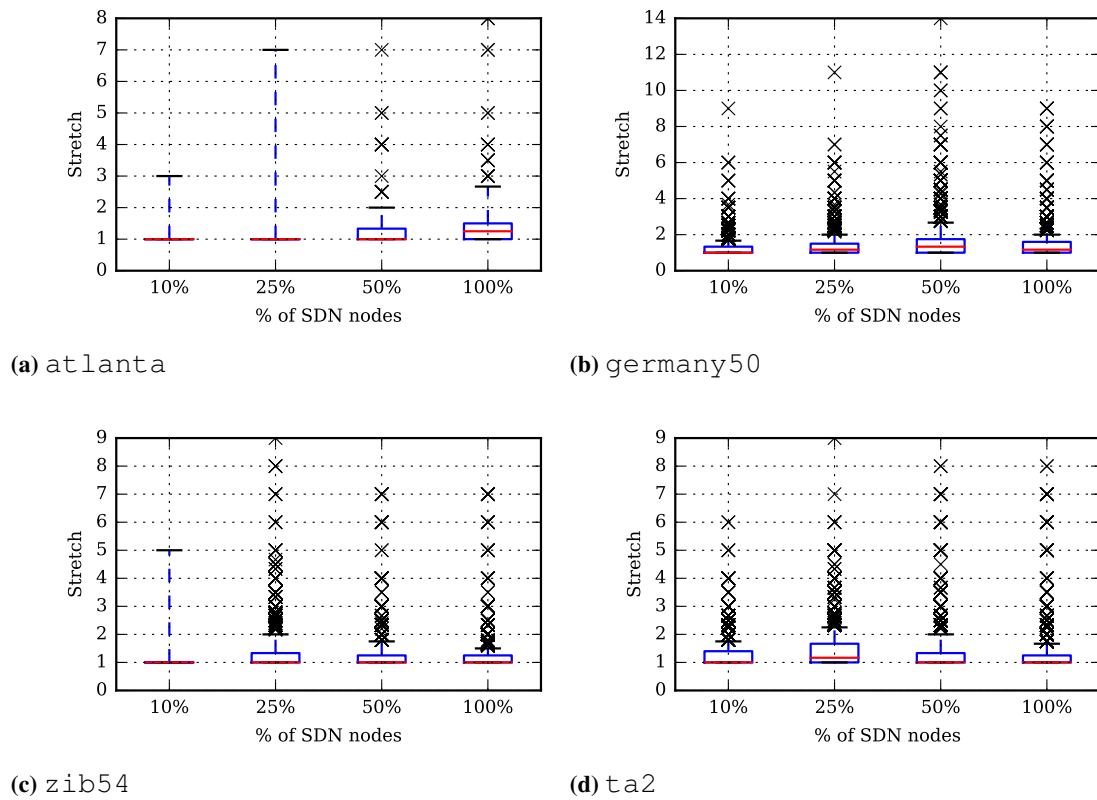 8
7
6
5
4
3
2
1
0
Stretch
10% 25% 50% 100%
% of SDN nodes
(a) atlanta
14
12
10
8
6
4
2
0
Stretch
10% 25% 50% 100%
% of SDN nodes
(b) germany50
9
8
7
6
5
4
3
2
1
0
Stretch
10% 25% 50% 100%
% of SDN nodes
(c) zib54
9
8
7
6
5
4
3
2
1
0
Stretch
10% 25% 50% 100%
% of SDN nodes
(d) ta2